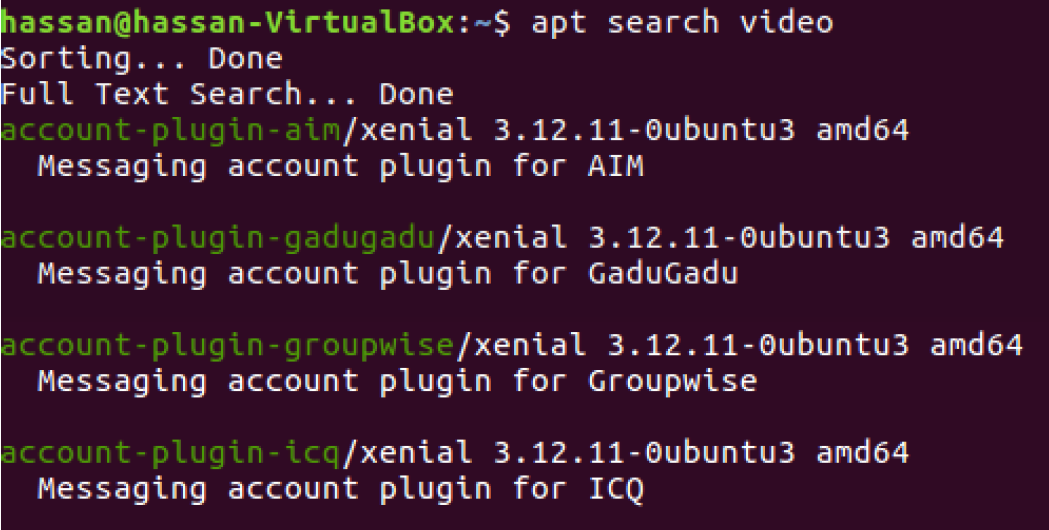 hassan@hassan-VirtualBox:~$ apt search video
Sorting... Done
Full Text Search... Done
account-plugin-aim/xenial 3.12.11-0ubuntu3 amd64
  Messaging account plugin for AIM

account-plugin-gadugadu/xenial 3.12.11-0ubuntu3 amd64
  Messaging account plugin for GaduGadu

account-plugin-groupwise/xenial 3.12.11-0ubuntu3 amd64
  Messaging account plugin for Groupwise

account-plugin-icq/xenial 3.12.11-0ubuntu3 amd64
  Messaging account plugin for ICQ